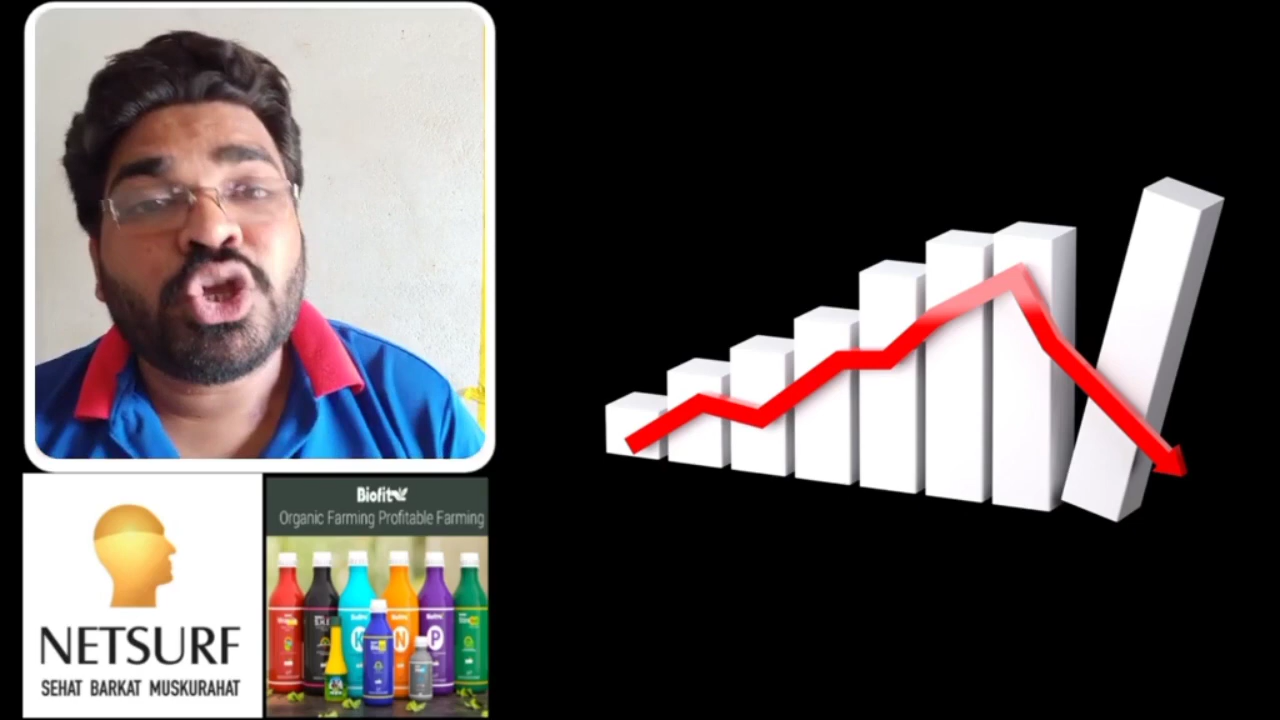 NETSURF
SEHAT BARKAT MUSKURAHAT
Biofit
Organic Farming Profitable Farming
K
N
P